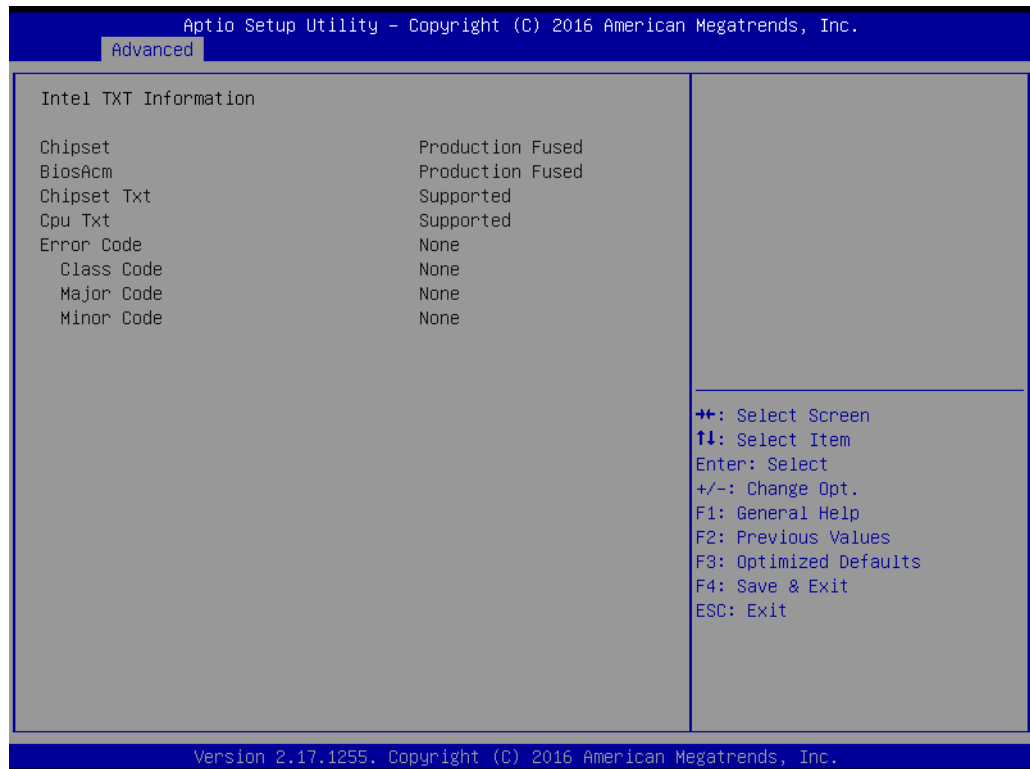 Aptio Setup Utility – Copyright (C) 2016 American Megatrends, Inc.
Advanced
Intel TXT Information
Chipset Production Fused
BiosAcm Production Fused
Chipset Txt Supported
Cpu Txt Supported
Error Code None
Class Code None
Major Code None
Minor Code None
→←: Select Screen
↑↓: Select Item
Enter: Select
+/-: Change Opt.
F1: General Help
F2: Previous Values
F3: Optimized Defaults
F4: Save & Exit
ESC: Exit
Version 2.17.1255. Copyright (C) 2016 American Megatrends, Inc.